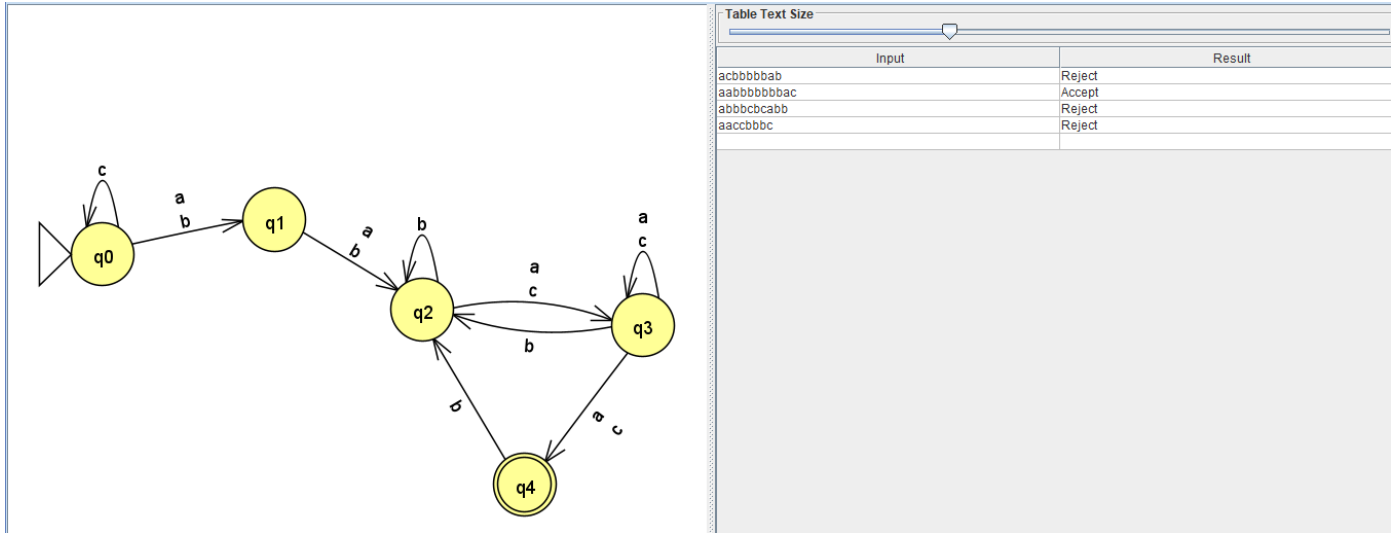 Table Text Size
Input Result
acbbbbbab Reject
aabbbbbbbac Accept
abbbcbcabb Reject
aaccbbbc Reject
c
a
b
q0
q1
a
b
b
q2
a
c
b
a
c
q3
b
a
c
q4